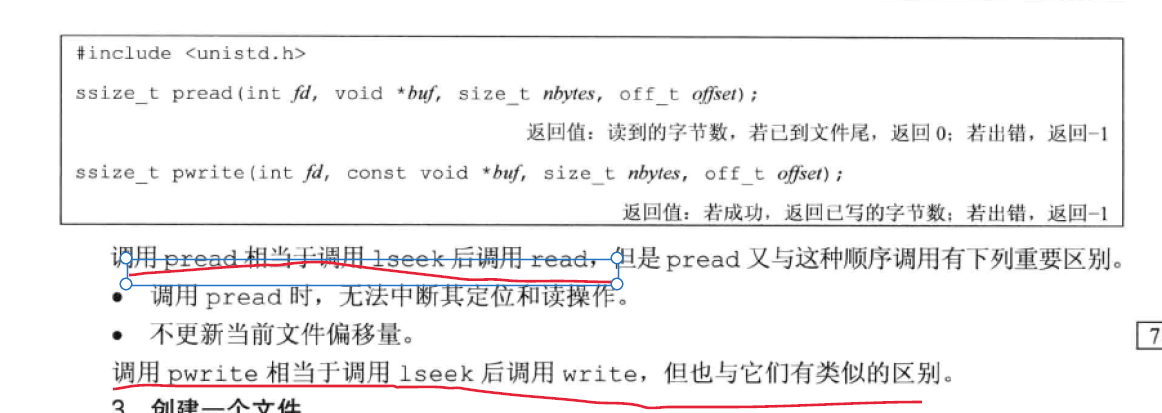 #include <unistd.h>
ssize_t pread(int fd, void *buf, size_t nbytes, off_t offset);
返回值：读到的字节数，若已到文件尾，返回 0；若出错，返回-1
ssize_t pwrite(int fd, const void *buf, size_t nbytes, off_t offset);
返回值：若成功，返回已写的字节数；若出错，返回-1
调用 pread 相当于调用 lseek 后调用 read，但是 pread 又与这种顺序调用有下列重要区别。
• 调用 pread 时，无法中断其定位和读操作。
• 不更新当前文件偏移量。
7
调用 pwrite 相当于调用 lseek 后调用 write，但也与它们有类似的区别。
3. 创建一个文件